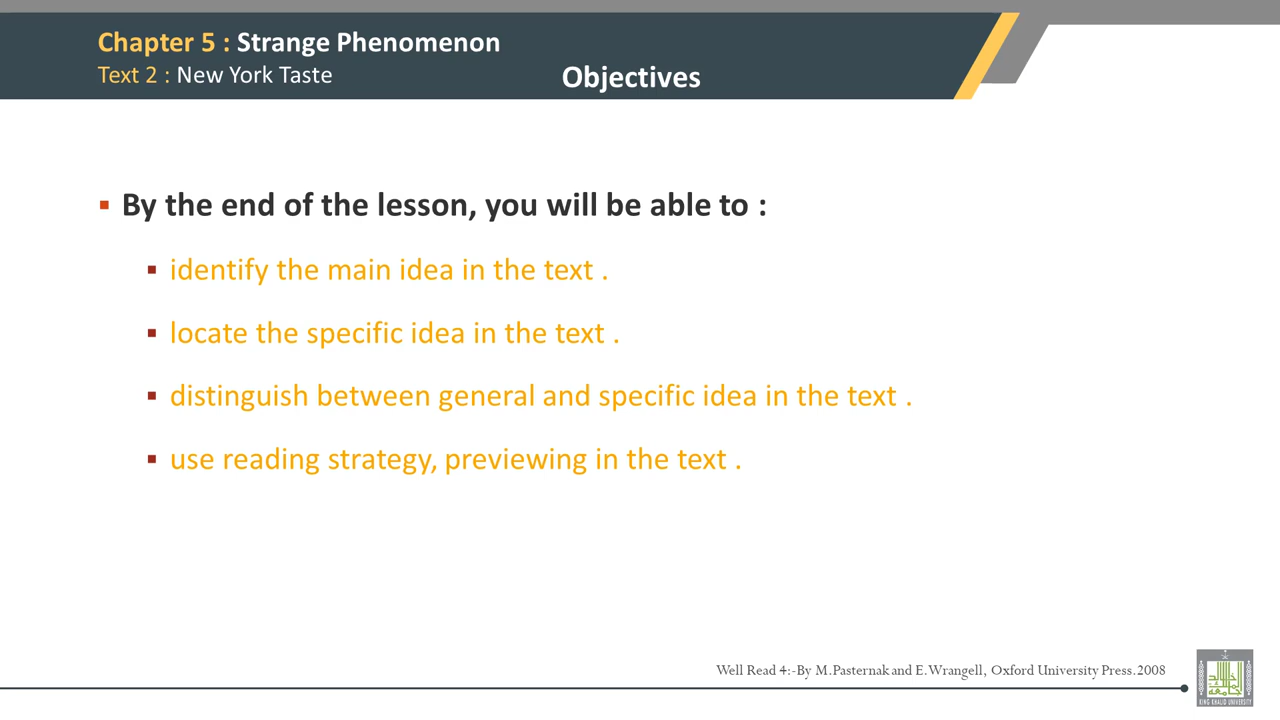 Chapter 5 : Strange Phenomenon
Text 2 : New York Taste
Objectives
By the end of the lesson, you will be able to :
identify the main idea in the text .
locate the specific idea in the text .
distinguish between general and specific idea in the text .
use reading strategy, previewing in the text .
Well Read 4:-By M.Pasternak and E.Wrangell, Oxford University Press.2008
KING KHALID UNIVERSITY